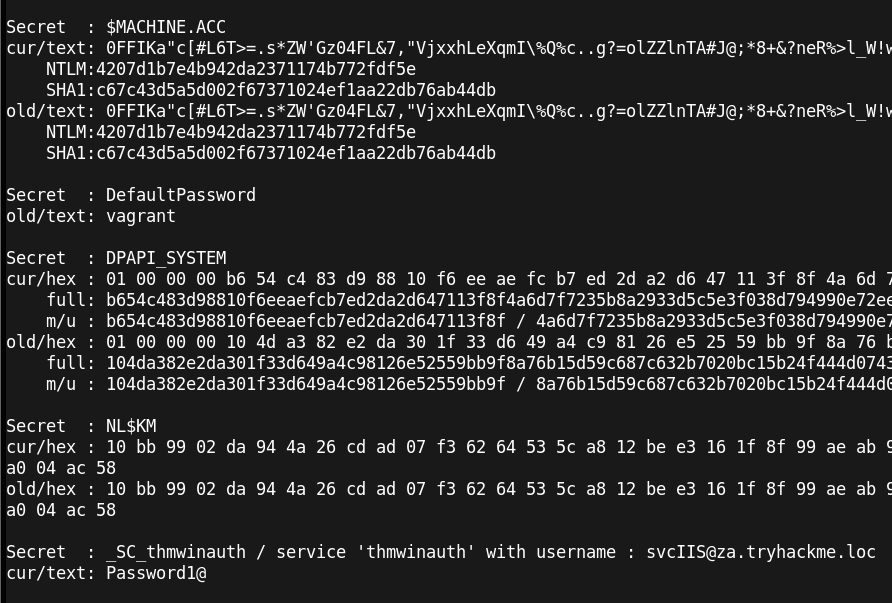 Secret  : $MACHINE.ACC
cur/text: 0FFIKa"c[#L6T>=.s*ZW'Gz04FL&7,"VjxxhLeXqmI\%Q%c..g?=olZZlnTA#J@;*8+&?neR%>l_W!w
    NTLM:4207d1b7e4b942da2371174b772fdf5e
    SHA1:c67c43d5a5d002f67371024ef1aa22db76ab44db
old/text: 0FFIKa"c[#L6T>=.s*ZW'Gz04FL&7,"VjxxhLeXqmI\%Q%c..g?=olZZlnTA#J@;*8+&?neR%>l_W!w
    NTLM:4207d1b7e4b942da2371174b772fdf5e
    SHA1:c67c43d5a5d002f67371024ef1aa22db76ab44db

Secret  : DefaultPassword
old/text: vagrant

Secret  : DPAPI_SYSTEM
cur/hex : 01 00 00 00 b6 54 c4 83 d9 88 10 f6 ee ae fc b7 ed 2d a2 d6 47 11 3f 8f 4a 6d 7
    full: b654c483d98810f6eeaefcb7ed2da2d647113f8f4a6d7f7235b8a2933d5c5e3f038d794990e72ee
    m/u : b654c483d98810f6eeaefcb7ed2da2d647113f8f / 4a6d7f7235b8a2933d5c5e3f038d794990e7
old/hex : 01 00 00 00 10 4d a3 82 e2 da 30 1f 33 d6 49 a4 c9 81 26 e5 25 59 bb 9f 8a 76 b
    full: 104da382e2da301f33d649a4c98126e52559bb9f8a76b15d59c687c632b7020bc15b24f444d0743
    m/u : 104da382e2da301f33d649a4c98126e52559bb9f / 8a76b15d59c687c632b7020bc15b24f444d0

Secret  : NL$KM
cur/hex : 10 bb 99 02 da 94 4a 26 cd ad 07 f3 62 64 53 5c a8 12 be e3 16 1f 8f 99 ae ab 9
a0 04 ac 58
old/hex : 10 bb 99 02 da 94 4a 26 cd ad 07 f3 62 64 53 5c a8 12 be e3 16 1f 8f 99 ae ab 9
a0 04 ac 58

Secret  : _SC_thmwinauth / service 'thmwinauth' with username : svcIIS@za.tryhackme.loc
cur/text: Password1@